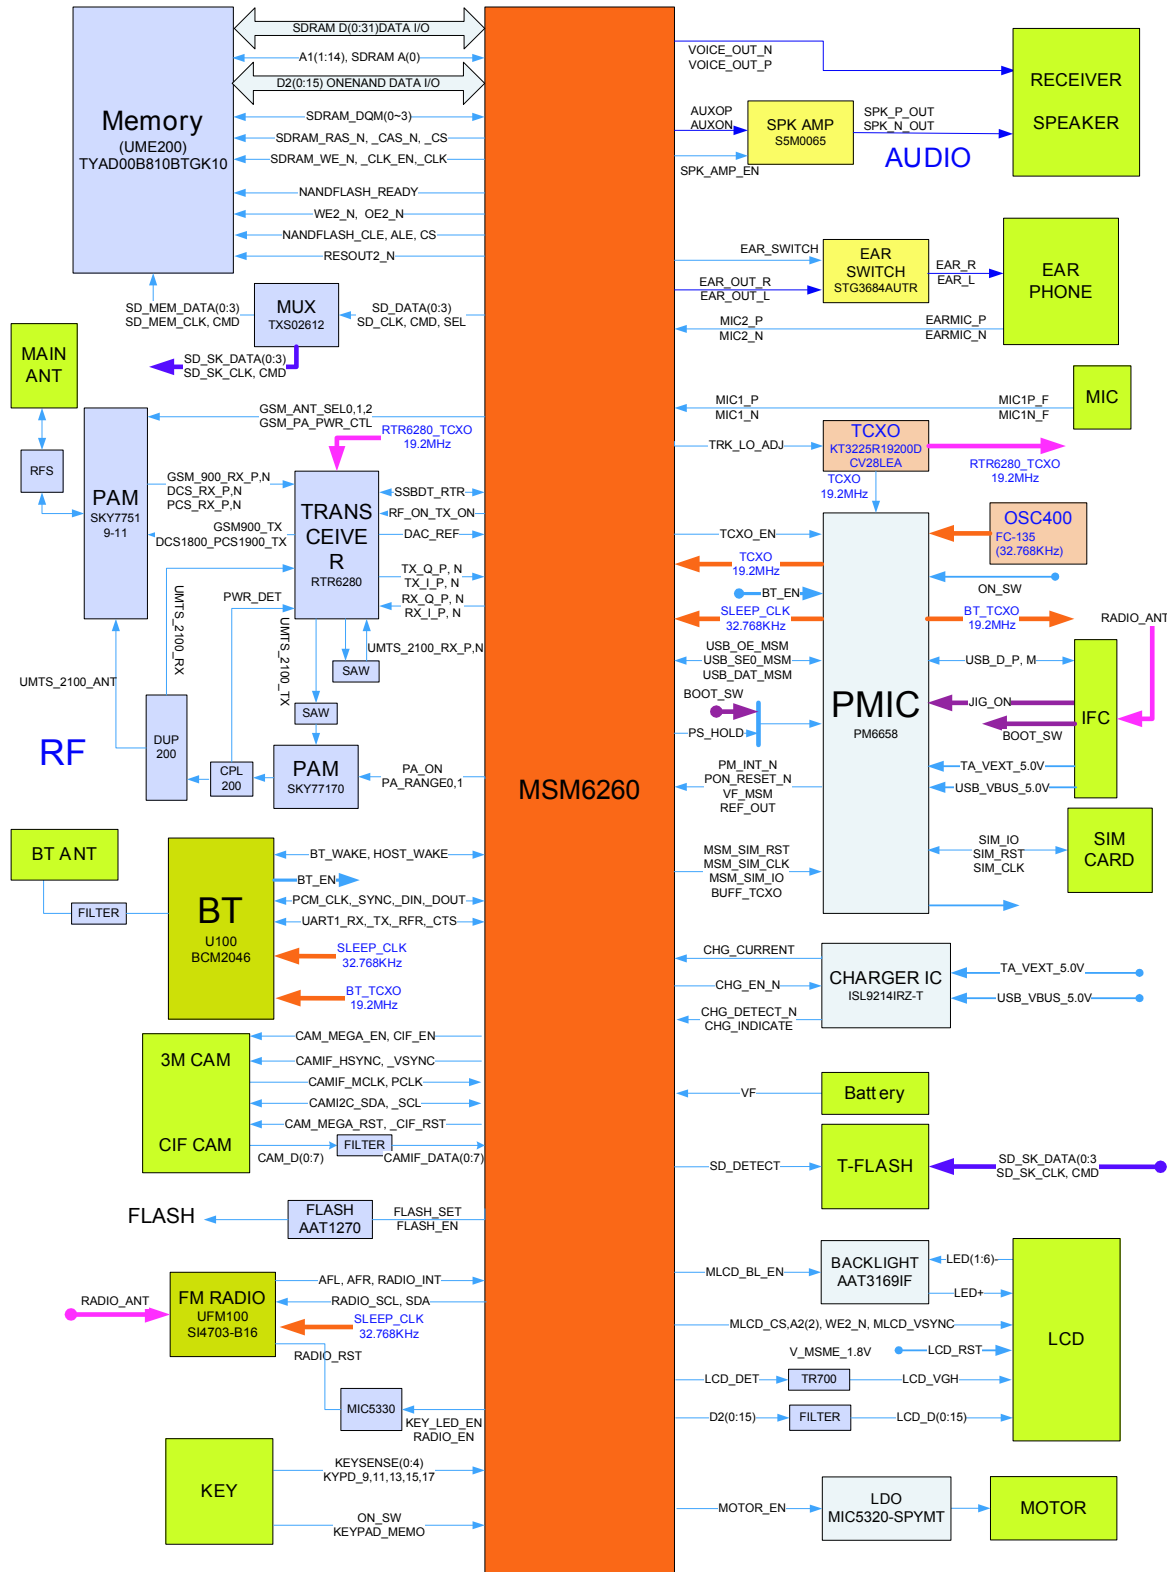 SDRAM D(0:31)DATA I/O
A1(1:14), SDRAM A(0)
D2(0:15) ONENAND DATA I/O
Memory
(UME200)
TYAD00B810BTGK10
SDRAM_DQM(0~3)
SDRAM_RAS_N, _CAS_N, _CS
SDRAM_WE_N, _CLK_EN, _CLK
NANDFLASH_READY
WE2_N, OE2_N
NANDFLASH_CLE, ALE, CS
RESOUT2_N
SD_MEM_DATA(0:3)
SD_MEM_CLK, CMD
MUX
TXS02612
SD_DATA(0:3)
SD_CLK, CMD, SEL
SD_SK_DATA(0:3)
SD_SK_CLK, CMD
MAIN
ANT
RFS
PAM
SKY7751
9-11
GSM_ANT_SEL0,1,2
GSM_PA_PWR_CTL
RTR6280_TCXO
19.2MHz
GSM_900_RX_P,N
DCS_RX_P,N
PCS_RX_P,N
GSM900_TX
DCS1800_PCS1900_TX
TRANS
CEIVE
R
RTR6280
SSBDT_RTR
RF_ON_TX_ON
DAC_REF
TX_Q_P, N
TX_I_P, N
RX_Q_P, N
RX_I_P, N
UMTS_2100_RX
PWR_DET
UMTS_2100_TX
UMTS_2100_RX_P,N
SAW
SAW
UMTS_2100_ANT
RF
DUP
200
CPL
200
PAM
SKY77170
PA_ON
PA_RANGE0,1
BT ANT
FILTER
BT
U100
BCM2046
BT_WAKE, HOST_WAKE
BT_EN
PCM_CLK, _SYNC, _DIN, _DOUT
UART1_RX, _TX, _RFR, _CTS
SLEEP_CLK
32.768KHz
BT_TCXO
19.2MHz
3M CAM
CIF CAM
CAM_MEGA_EN, CIF_EN
CAMIF_HSYNC, _VSYNC
CAMIF_MCLK, PCLK
CAMI2C_SDA, _SCL
CAM_MEGA_RST, _CIF_RST
FILTER
CAM_D(0:7)
CAMIF_DATA(0:7)
FLASH
FLASH
AAT1270
FLASH_SET
FLASH_EN
RADIO_ANT
FM RADIO
UFM100
SI4703-B16
AFL, AFR, RADIO_INT
RADIO_SCL, SDA
SLEEP_CLK
32.768KHz
RADIO_RST
MIC5330
KEY_LED_EN
RADIO_EN
KEY
KEYSENSE(0:4)
KYPD_9,11,13,15,17
ON_SW
KEYPAD_MEMO
MSM6260
VOICE_OUT_N
VOICE_OUT_P
RECEIVER
SPEAKER
AUXOP
AUXON
SPK AMP
S5M0065
SPK_P_OUT
SPK_N_OUT
SPK_AMP_EN
AUDIO
EAR_SWITCH
EAR_OUT_R
EAR_OUT_L
EAR
SWITCH
STG3684AUTR
EAR_R
EAR_L
EAR
PHONE
MIC2_P
MIC2_N
EARMIC_P
EARMIC_N
MIC1_P
MIC1_N
MIC1P_F
MIC1N_F
MIC
TRK_LO_ADJ
TCXO
KT3225R19200D
CV28LEA
RTR6280_TCXO
19.2MHz
TCXO
19.2MHz
OSC400
FC-135
(32.768KHz)
TCXO_EN
TCXO
19.2MHz
BT_EN
SLEEP_CLK
32.768KHz
ON_SW
BT_TCXO
19.2MHz
RADIO_ANT
USB_OE_MSM
USB_SE0_MSM
USB_DAT_MSM
USB_D_P, M
BOOT_SW
PS_HOLD
PMIC
PM6658
JIG_ON
BOOT_SW
IFC
TA_VEXT_5.0V
USB_VBUS_5.0V
PM_INT_N
PON_RESET_N
VF_MSM
REF_OUT
MSM_SIM_RST
MSM_SIM_CLK
MSM_SIM_IO
BUFF_TCXO
SIM_IO
SIM_RST
SIM_CLK
SIM
CARD
CHG_CURRENT
CHG_EN_N
CHG_DETECT_N
CHG_INDICATE
CHARGER IC
ISL9214IRZ-T
TA_VEXT_5.0V
USB_VBUS_5.0V
VF
Battery
SD_DETECT
T-FLASH
SD_SK_DATA(0:3
SD_SK_CLK, CMD
MLCD_BL_EN
BACKLIGHT
AAT3169IF
LED(1:6)-
LED+
MLCD_CS,A2(2), WE2_N, MLCD_VSYNC
V_MSME_1.8V
LCD_RST
LCD
LCD_DET
TR700
LCD_VGH
D2(0:15)
FILTER
LCD_D(0:15)
MOTOR_EN
LDO
MIC5320-SPYMT
MOTOR